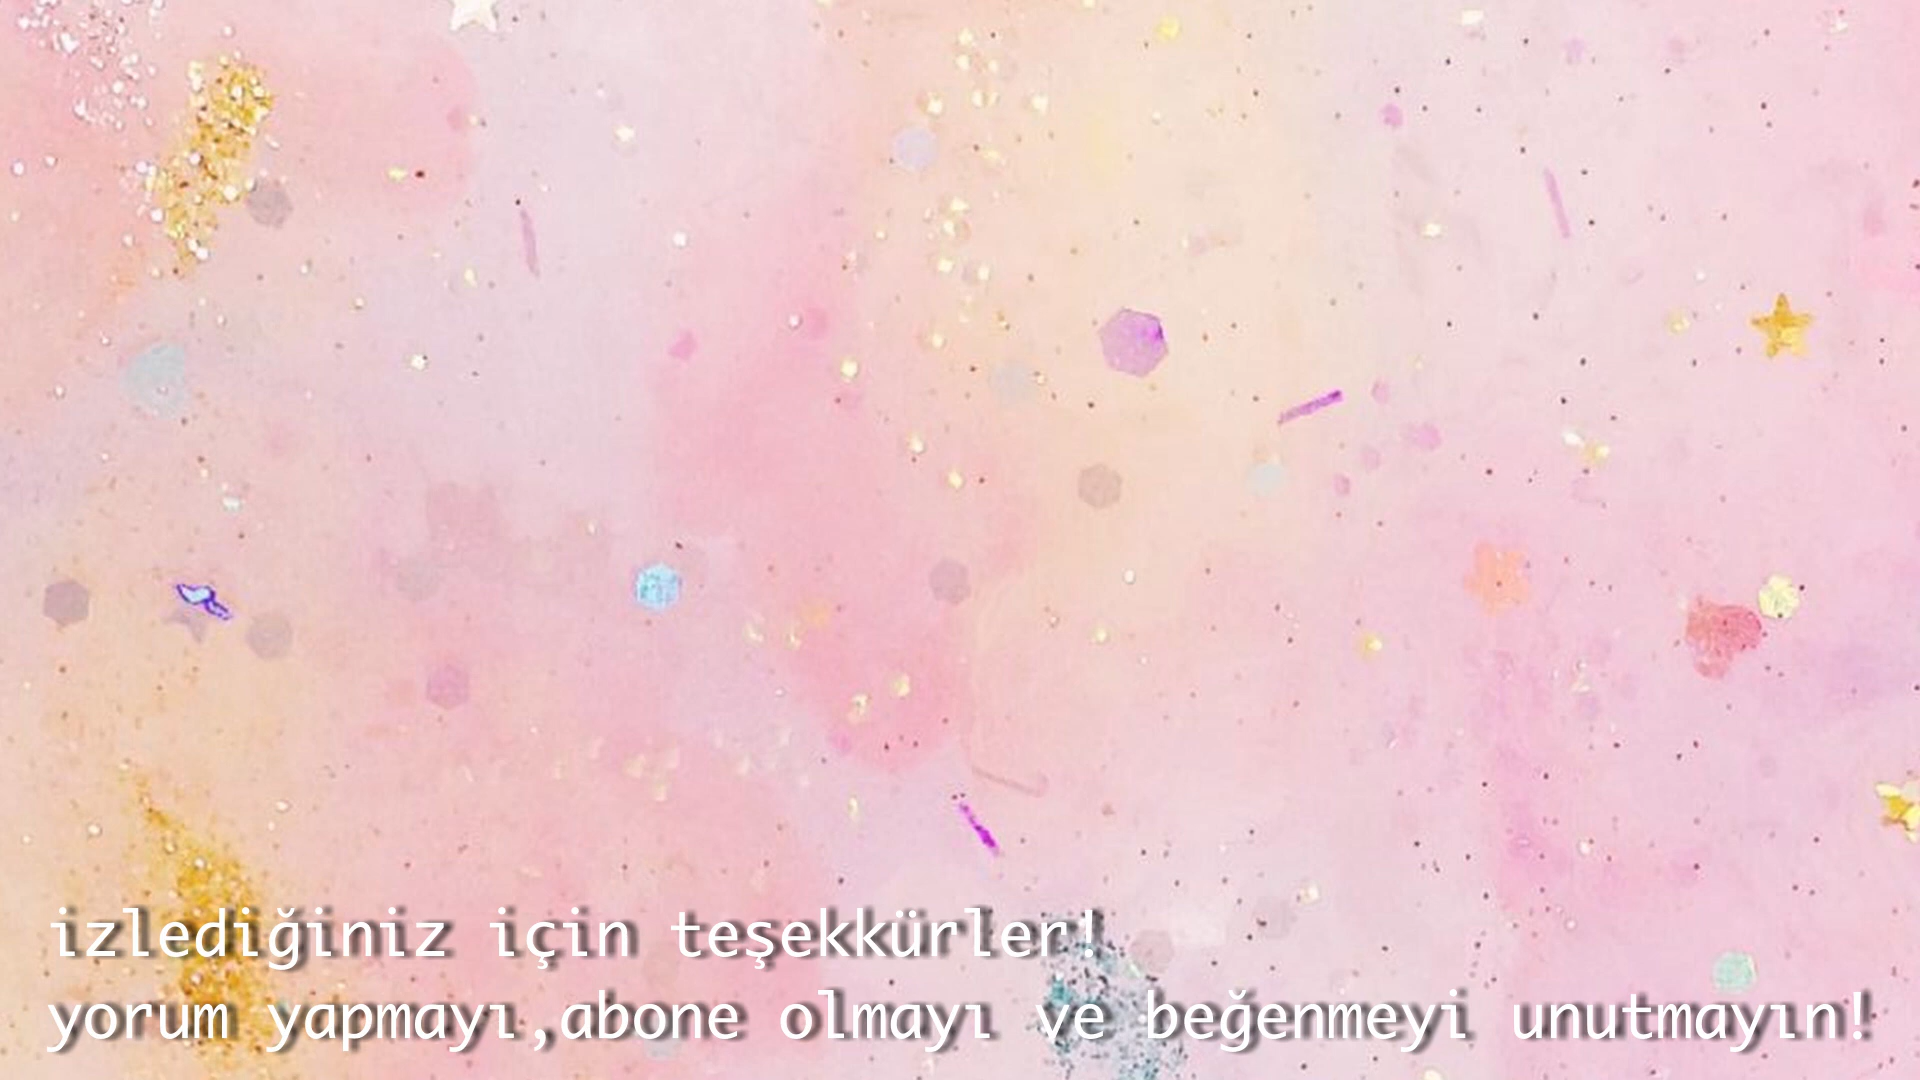 izlediğiniz için teşekkürler!
yorum yapmayı,abone olmayı ve beğenmeyi unutmayın!